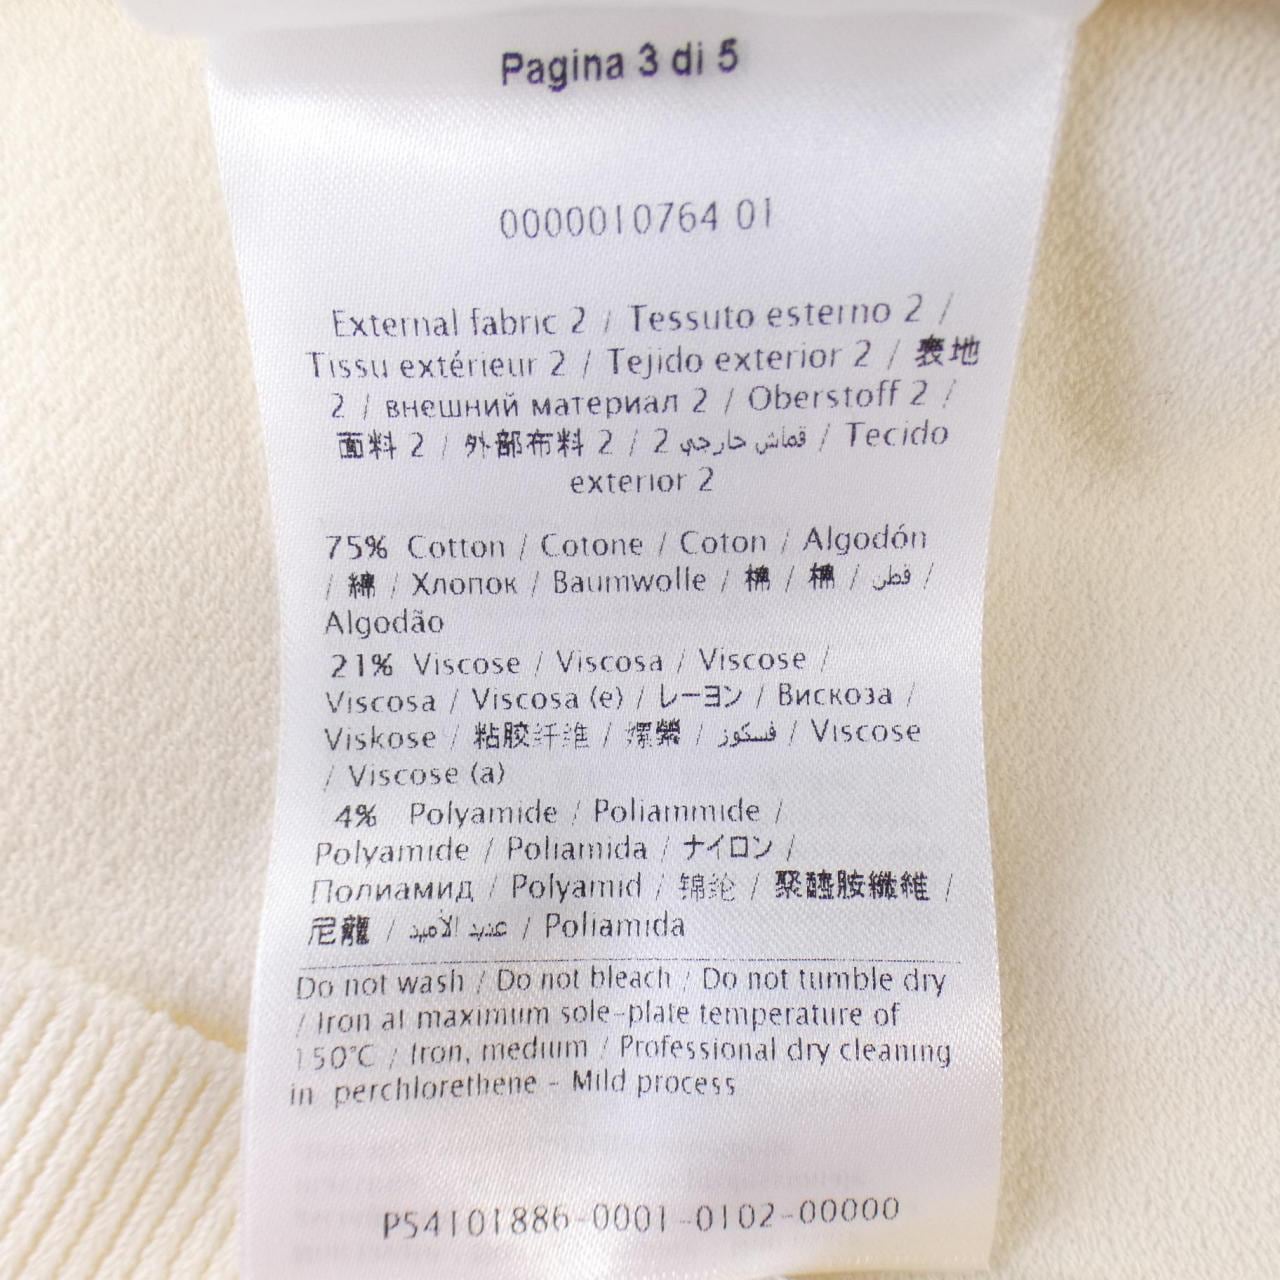 Pagina 3 di 5
0000010764 01
External fabric 2 / Tessuto esterno 2 /
Tissu extérieur 2 / Tejido exterior 2 / 表地
2 / внешний материал 2 / Oberstoff 2 /
面料 2 / 外部布料 2 / قماش خارجي 2 / Tecido
exterior 2
75% Cotton / Cotone / Coton / Algodón
/ 綿 / Хлопок / Baumwolle / 棉 / 棉 / قطن /
Algodão
21% Viscose / Viscosa / Viscose /
Viscosa / Viscosa (e) / レーヨン / Вискоза /
Viskose / 粘胶纤维 / 嫘縈 / فسكوز / Viscose
/ Viscose (a)
4% Polyamide / Poliammide /
Polyamide / Poliamida / ナイロン /
Полиамид / Polyamid / 锦纶 / 聚醯胺纖維 /
尼龍 / عديد الأميد / Poliamida
Do not wash / Do not bleach / Do not tumble dry
/ Iron at maximum sole-plate temperature of
150°C / Iron, medium / Professional dry cleaning
in perchlorethene - Mild process
P54101886-0001-0102-00000